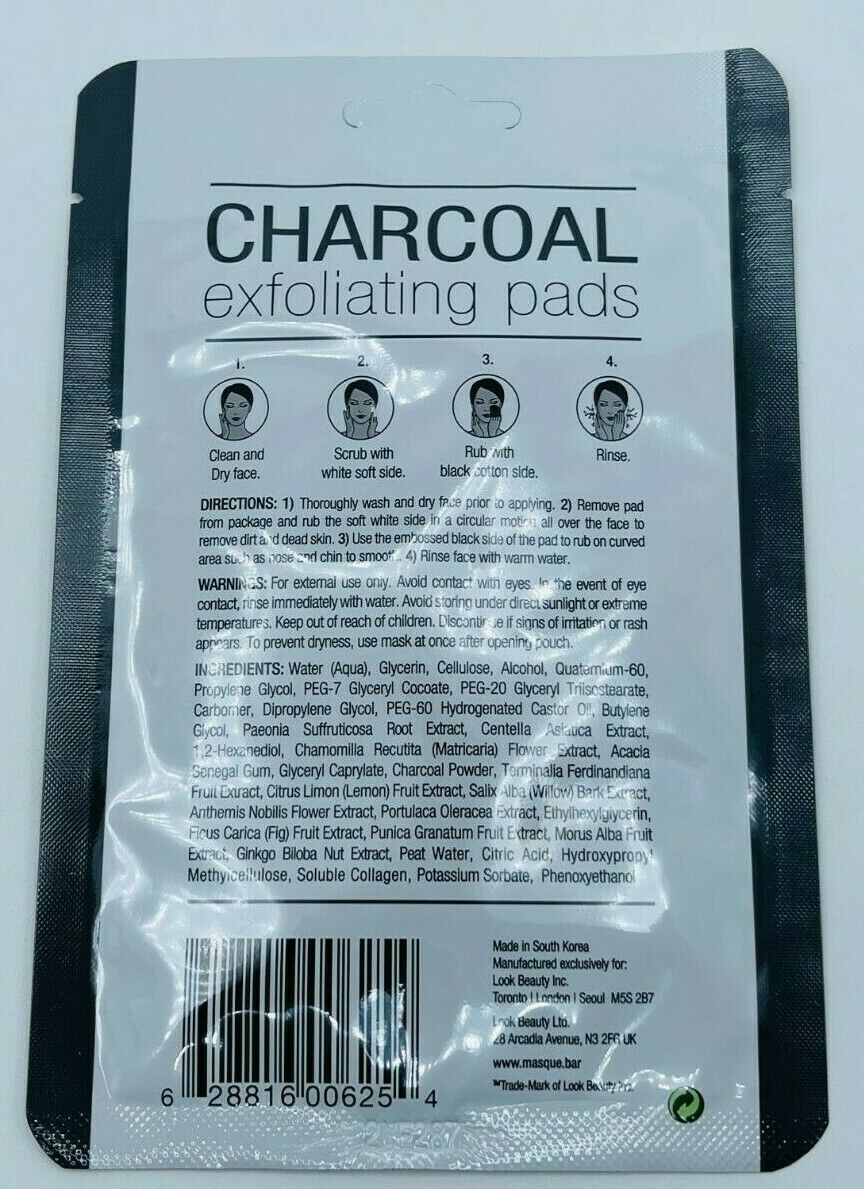 CHARCOAL
exfoliating pads
1. 2. 3. 4.
Clean and Scrub with Rub with Rinse.
Dry face. white soft side. black cotton side.
DIRECTIONS: 1) Thoroughly wash and dry face prior to applying. 2) Remove pad
from package and rub the soft white side in a circular motion all over the face to
remove dirt and dead skin. 3) Use the embossed black side of the pad to rub on curved
area such as nose and chin to smooth. 4) Rinse face with warm water.
WARNINGS: For external use only. Avoid contact with eyes. In the event of eye
contact, rinse immediately with water. Avoid storing under direct sunlight or extreme
temperatures. Keep out of reach of children. Discontinue if signs of irritation or rash
appears. To prevent dryness, use mask at once after opening pouch.
INGREDIENTS: Water (Aqua), Glycerin, Cellulose, Alcohol, Quaternium-60,
Propylene Glycol, PEG-7 Glyceryl Cocoate, PEG-20 Glyceryl Triisostearate,
Carbomer, Dipropylene Glycol, PEG-60 Hydrogenated Castor Oil, Butylene
Glycol, Paeonia Suffruticosa Root Extract, Centella Asiatica Extract,
1,2-Hexanediol, Chamomilla Recutita (Matricaria) Flower Extract, Acacia
Senegal Gum, Glyceryl Caprylate, Charcoal Powder, Terminalia Ferdinandiana
Fruit Extract, Citrus Limon (Lemon) Fruit Extract, Salix Alba (Willow) Bark Extract,
Anthemis Nobilis Flower Extract, Portulaca Oleracea Extract, Ethylhexylglycerin,
Ficus Carica (Fig) Fruit Extract, Punica Granatum Fruit Extract, Morus Alba Fruit
Extract, Ginkgo Biloba Nut Extract, Peat Water, Citric Acid, Hydroxypropyl
Methylcellulose, Soluble Collagen, Potassium Sorbate, Phenoxyethanol
6 28816 00625 4
Made in South Korea
Manufactured exclusively for:
Look Beauty Inc.
Toronto | London | Seoul M5S 2B7
Look Beauty Ltd.
28 Arcadia Avenue, N3 2FG UK
www.masque.bar
™Trade-Mark of Look Beauty Inc.